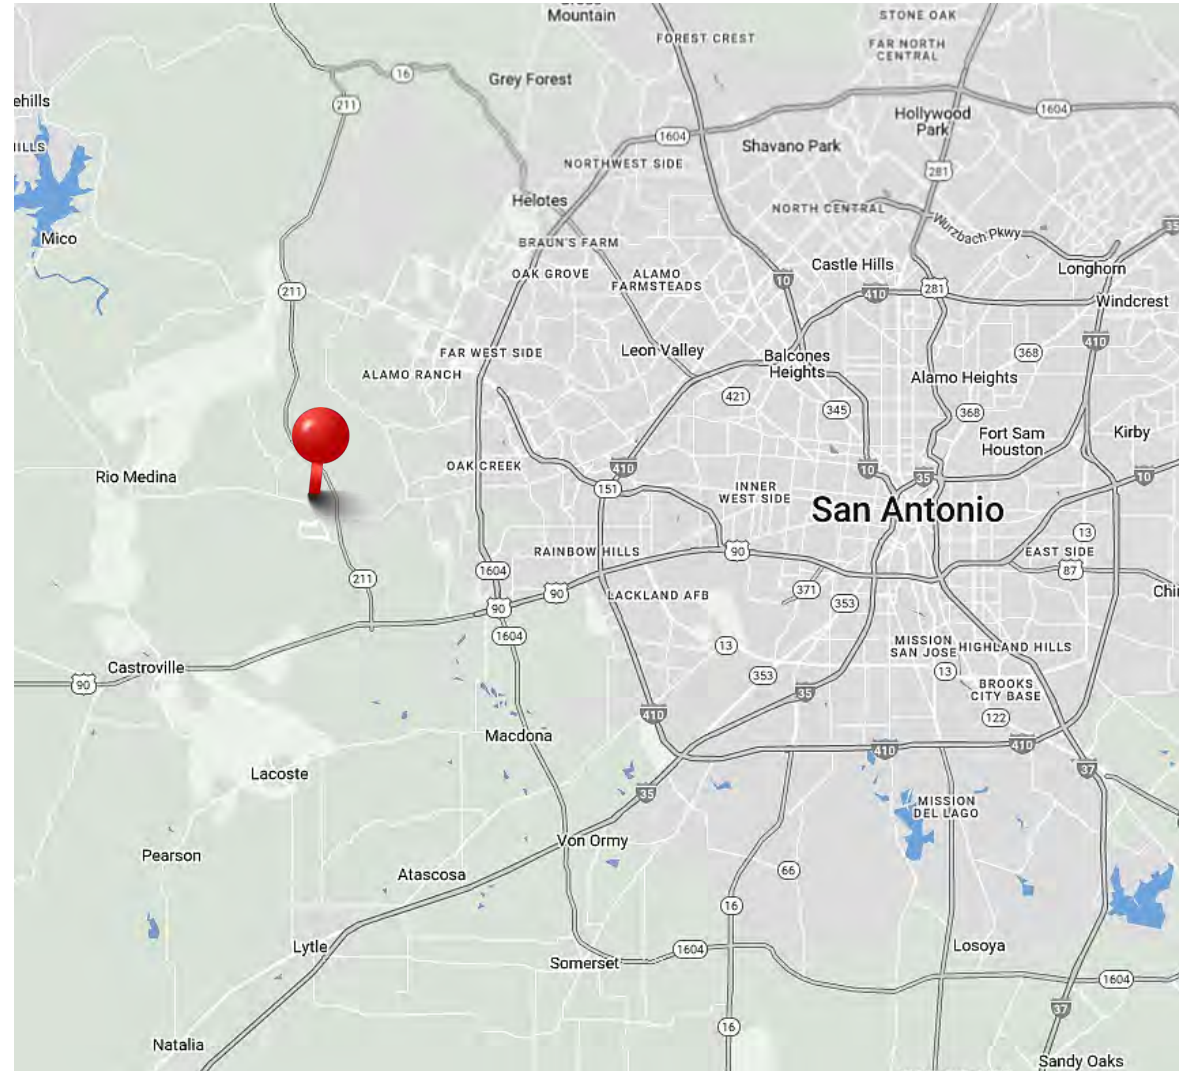 Mountain
STONE OAK
FOREST CREST
FAR NORTH
CENTRAL
16
Grey Forest
ehills
211
Hollywood
Park
1604
1604
ILLS
Shavano Park
NORTHWEST SIDE
281
Helotes
NORTH CENTRAL
Wurzbach Pkwy
35
Mico
BRAUN'S FARM
OAK GROVE
ALAMO
FARMSTEADS
Castle Hills
Longhorn
10
211
410
281
Windcrest
410
FAR WEST SIDE
Leon Valley
Balcones
Heights
368
ALAMO RANCH
Alamo Heights
421
345
368
Fort Sam
Houston
Kirby
OAK CREEK
410
10
35
10
Rio Medina
151
INNER
WEST SIDE
San Antonio
13
RAINBOW HILLS
90
EAST SIDE
87
1604
211
90
371
LACKLAND AFB
353
Chi
90
1604
13
MISSION
SAN JOSE
HIGHLAND HILLS
Castroville
90
353
13
BROOKS
CITY BASE
35
410
122
Macdona
410
410
37
Lacoste
35
MISSION
DEL LAGO
Von Ormy
Pearson
Atascosa
66
16
Lytle
Somerset
1604
Losoya
1604
37
16
Natalia
Sandy Oaks